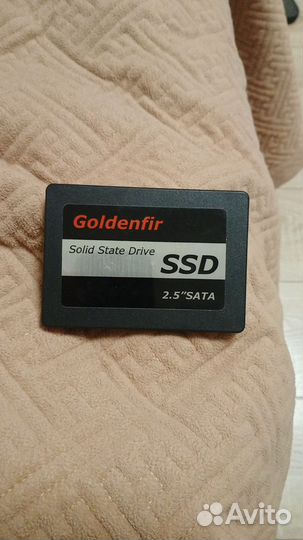 Goldenfir
Solid State Drive
SSD
2.5"SATA
Avito